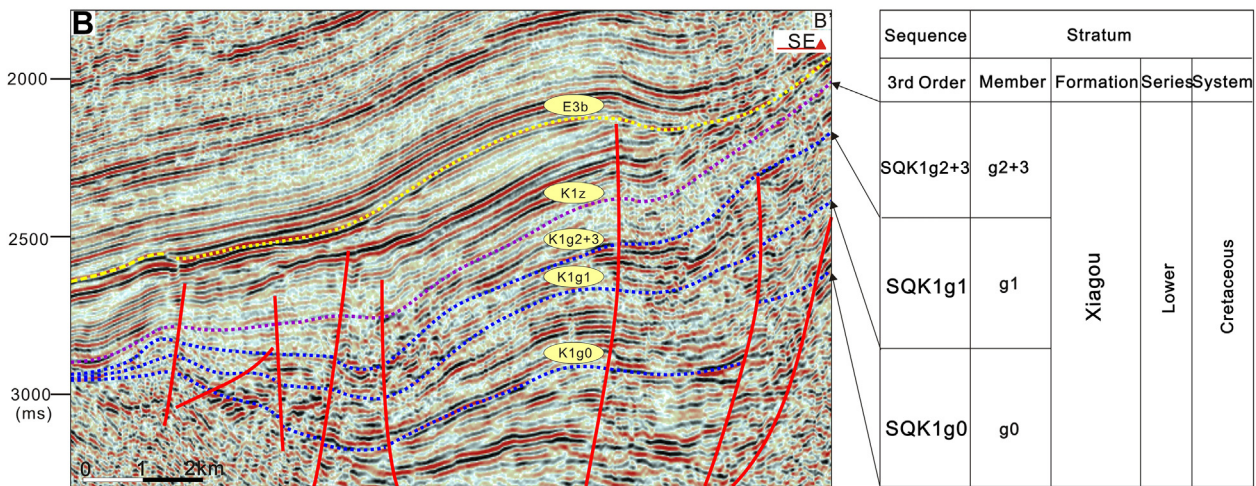 B
B'
SE
2000
2500
3000
(ms)
E3b
K1z
K1g2+3
K1g1
K1g0
0 1 2km
Sequence Stratum
3rd Order Member Formation Series System
SQK1g2+3 g2+3
SQK1g1 g1
SQK1g0 g0
Xiagou
Lower
Cretaceous